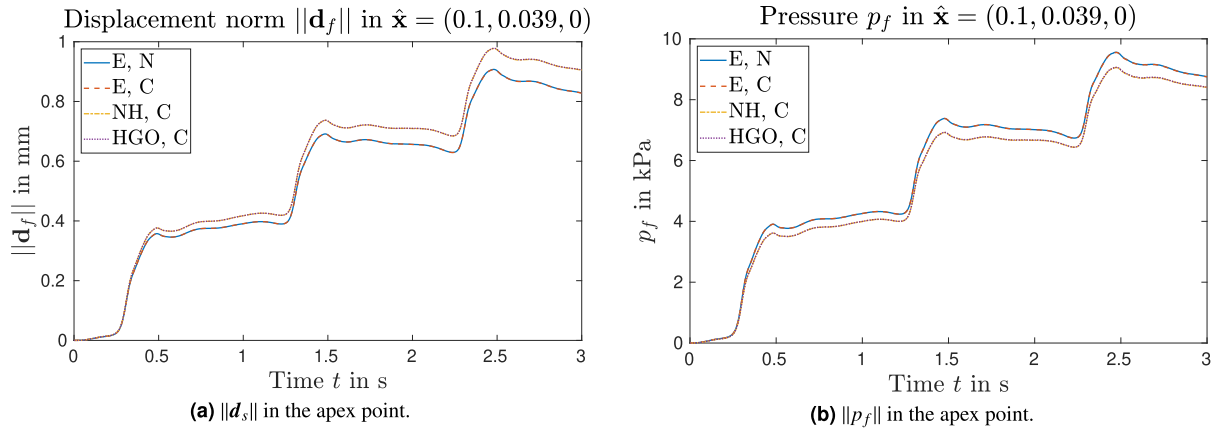 Displacement norm ||d_f|| in x̂ = (0.1, 0.039, 0)
E, N
E, C
NH, C
HGO, C
||d_f|| in mm
1
0.8
0.6
0.4
0.2
0
0 0.5 1 1.5 2 2.5 3
Time t in s
(a) ‖d_s‖ in the apex point.
Pressure p_f in x̂ = (0.1, 0.039, 0)
E, N
E, C
NH, C
HGO, C
p_f in kPa
10
8
6
4
2
0
0 0.5 1 1.5 2 2.5 3
Time t in s
(b) ‖p_f‖ in the apex point.